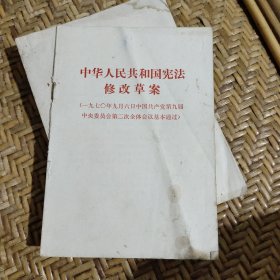 中华人民共和国宪法
修改草案
(一九七〇年九月六日中国共产党第九届
中央委员会第二次全体会议基本通过)